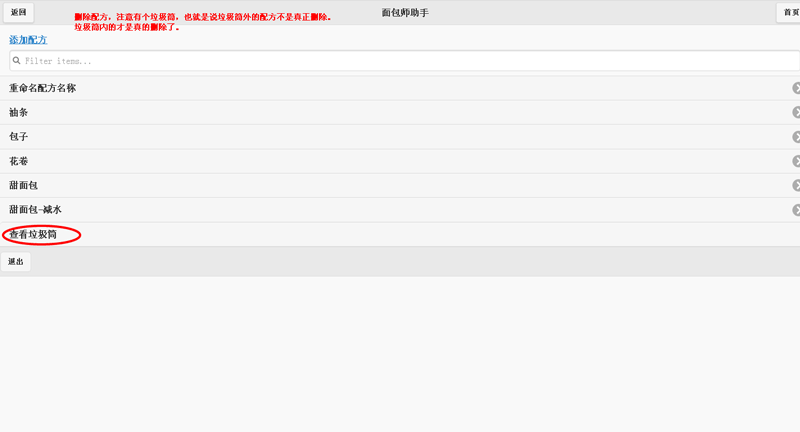 返回
删除配方，注意有个垃圾筒，也就是说垃圾筒外的配方不是真正删除。
垃圾筒内的才是真的删除了。
面包师助手
首页
添加配方
Filter items...
重命名配方名称
油条
包子
花卷
甜面包
甜面包-减水
查看垃圾筒
退出